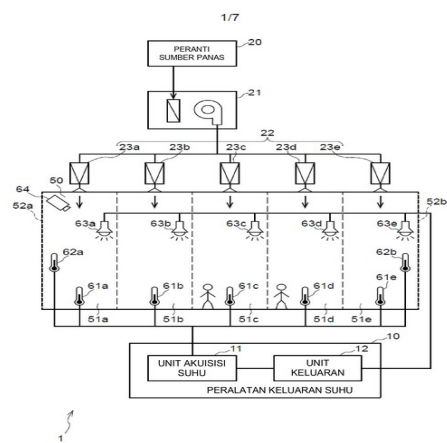 1/7
PERANTI
SUMBER PANAS
20
21
22
23a 23b 23c 23d 23e
64 50
52a 52b
63a 63b 63c 63d 63e
62a 62b
61a 61b 61c 61d 61e
51a 51b 51c 51d 51e
10
11 12
UNIT AKUISISI
SUHU
UNIT
KELUARAN
PERALATAN KELUARAN SUHU
1